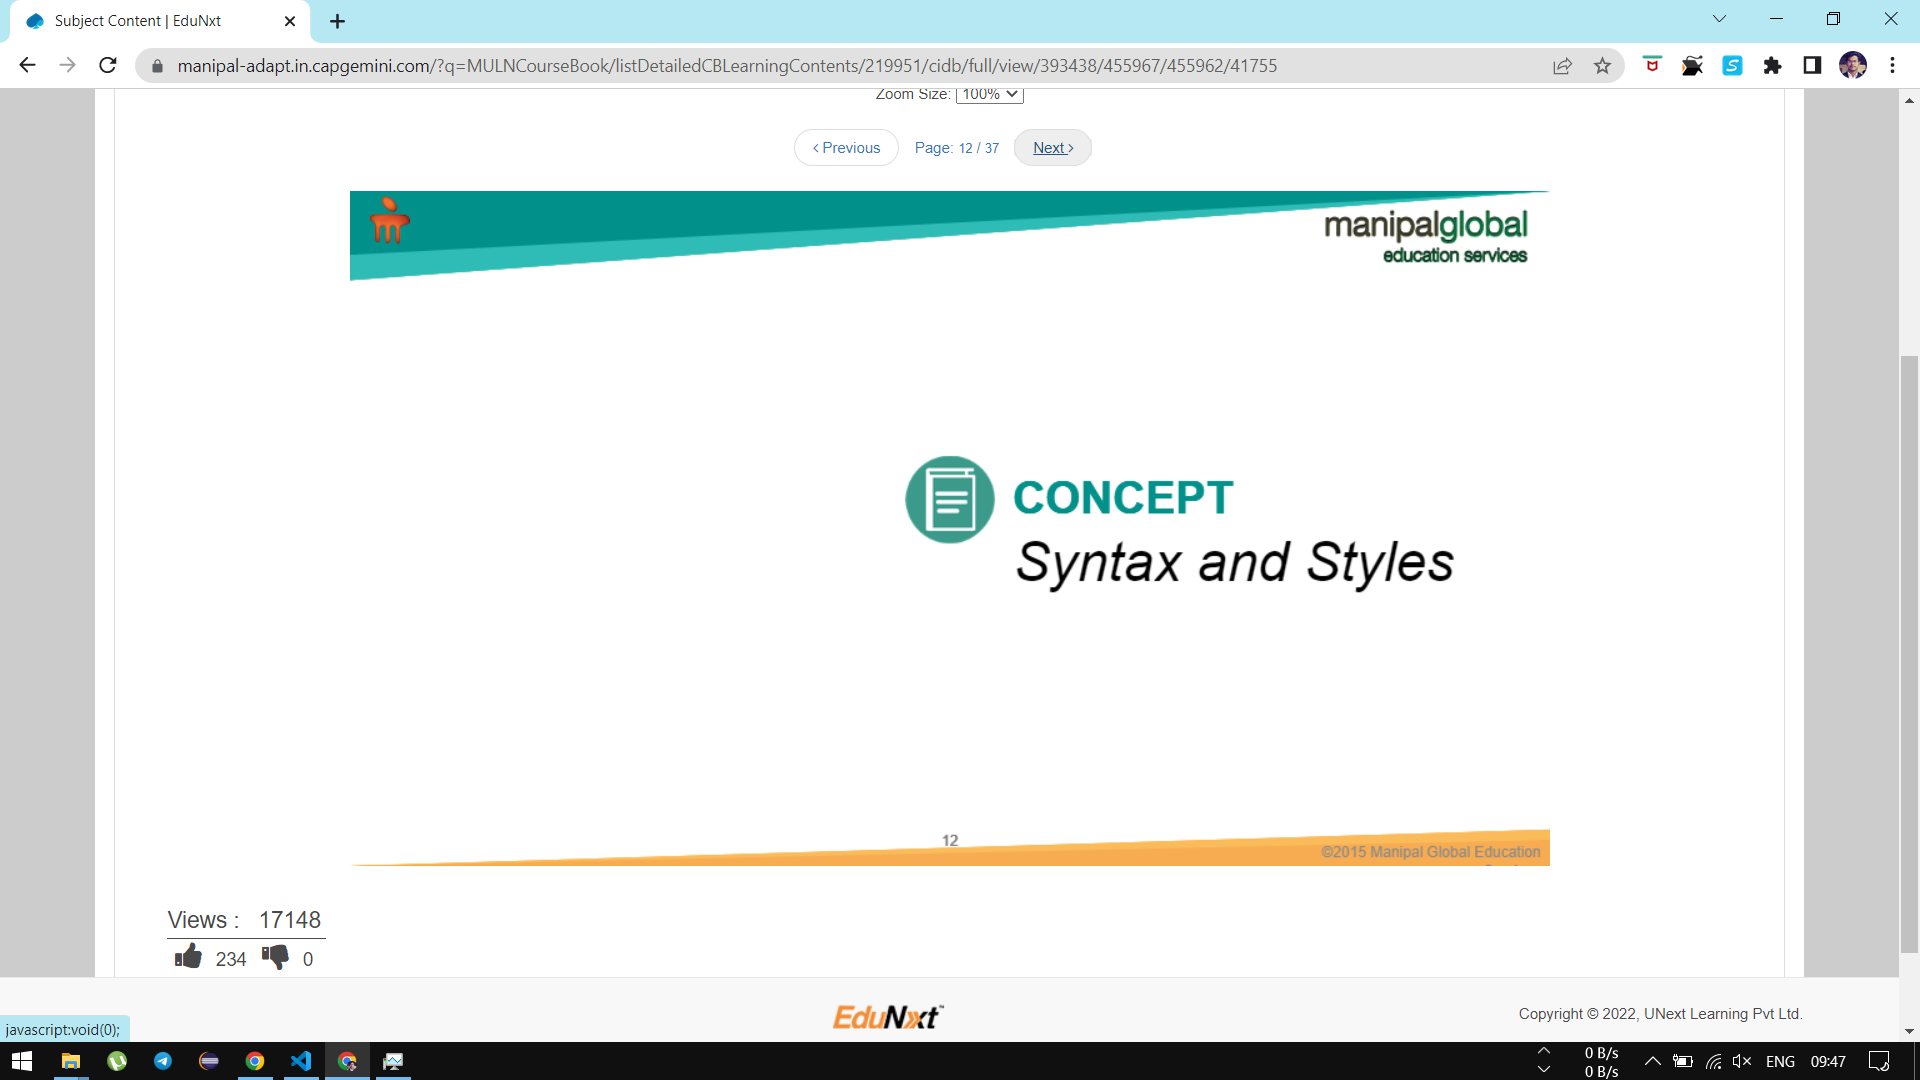 Subject Content | EduNxt
manipal-adapt.in.capgemini.com/?q=MULNCourseBook/listDetailedCBLearningContents/219951/cidb/full/view/393438/455967/455962/41755
Zoom Size: 100%
‹ Previous Page: 12 / 37 Next ›
manipalglobal
education services
CONCEPT
Syntax and Styles
12
©2015 Manipal Global Education
Views : 17148
234 0
EduNxt™
Copyright © 2022, UNext Learning Pvt Ltd.
javascript:void(0);
0 B/s
0 B/s
ENG 09:47